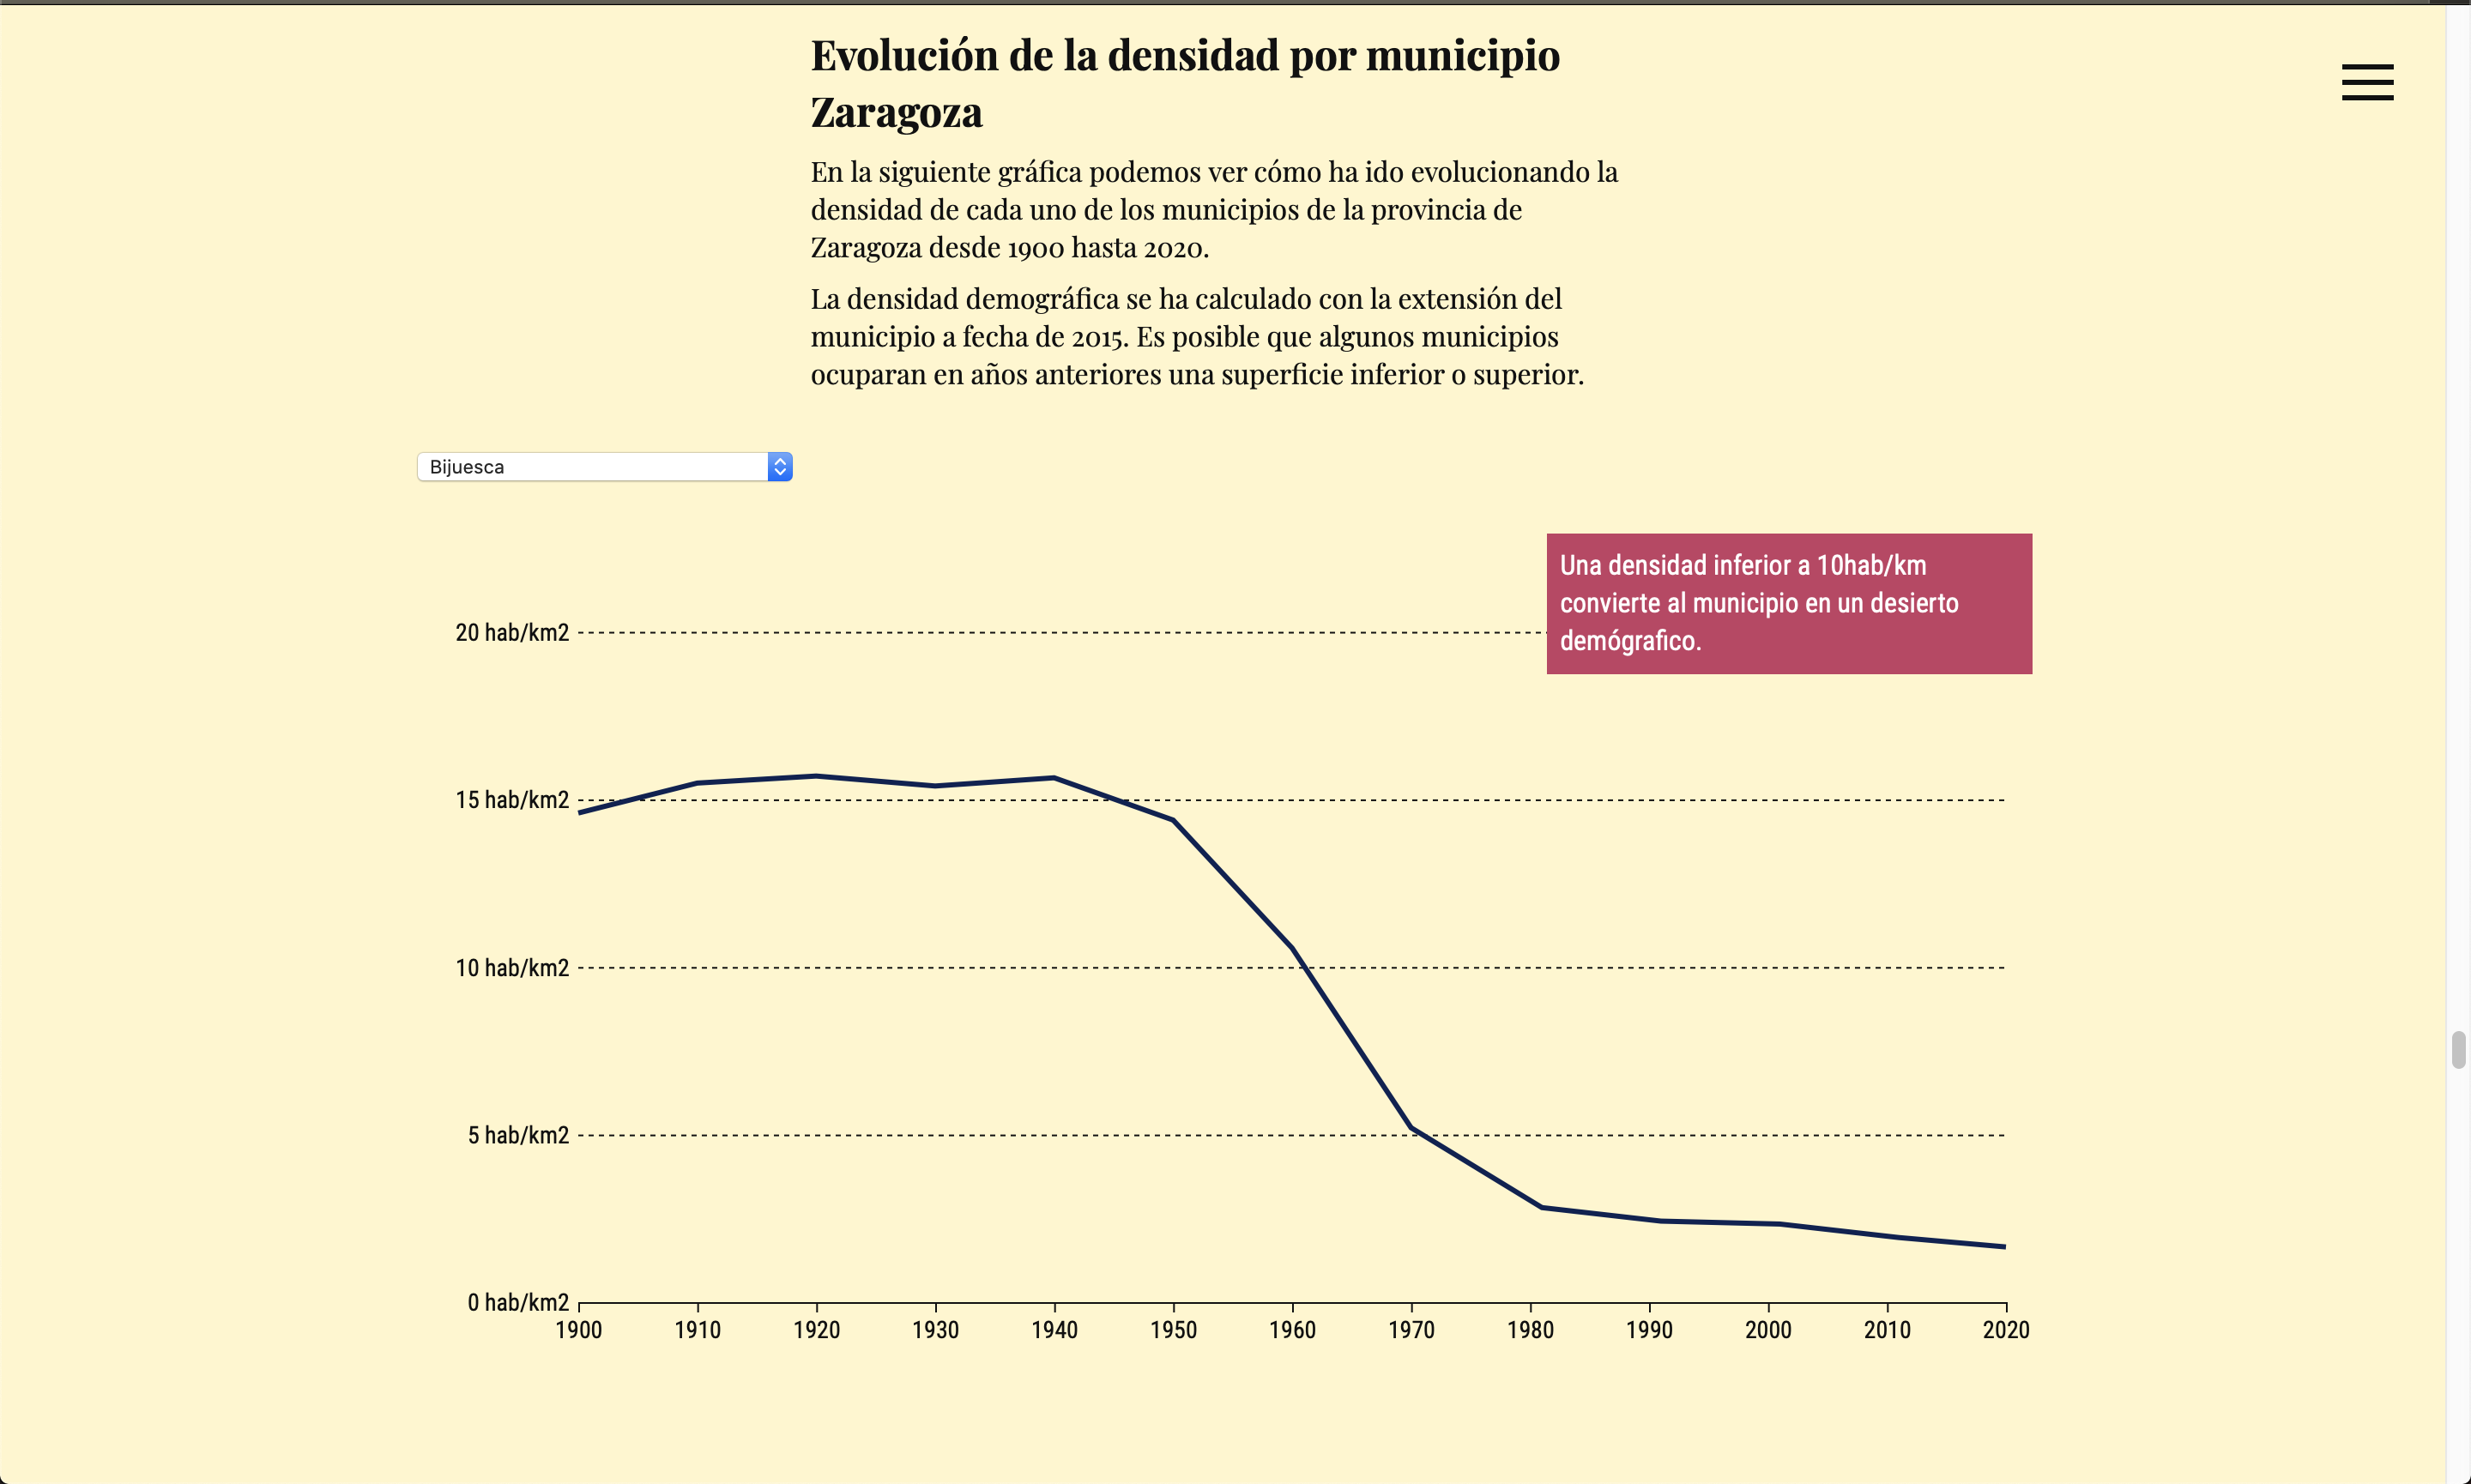 Evolución de la densidad por municipio
Zaragoza
En la siguiente gráfica podemos ver cómo ha ido evolucionando la
densidad de cada uno de los municipios de la provincia de
Zaragoza desde 1900 hasta 2020.
La densidad demográfica se ha calculado con la extensión del
municipio a fecha de 2015. Es posible que algunos municipios
ocuparan en años anteriores una superficie inferior o superior.
Bijuesca
Una densidad inferior a 10hab/km
convierte al municipio en un desierto
demógrafico.
20 hab/km2
15 hab/km2
10 hab/km2
5 hab/km2
0 hab/km2
1900 1910 1920 1930 1940 1950 1960 1970 1980 1990 2000 2010 2020